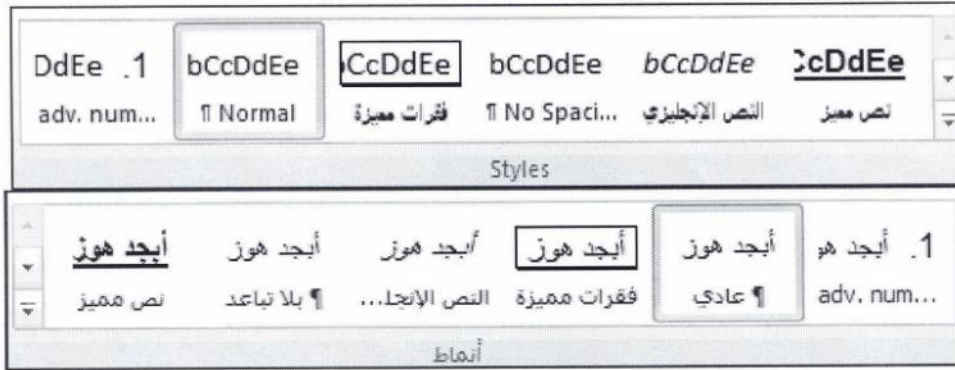 DdEe .1 bCcDdEe CcDdEe bCcDdEe bCcDdEe CcDdEe
adv. num... ¶ Normal فقرات مميزة ¶ No Spaci... النص الإنجليزي نص مميز
Styles
1. أبجد هو أبجد هوز أبجد هوز أبجد هوز أبجد هوز أبجد هوز
adv. num... ¶ عادي فقرات مميزة النص الإنجلـ... ¶ بلا تباعد نص مميز
أنماط